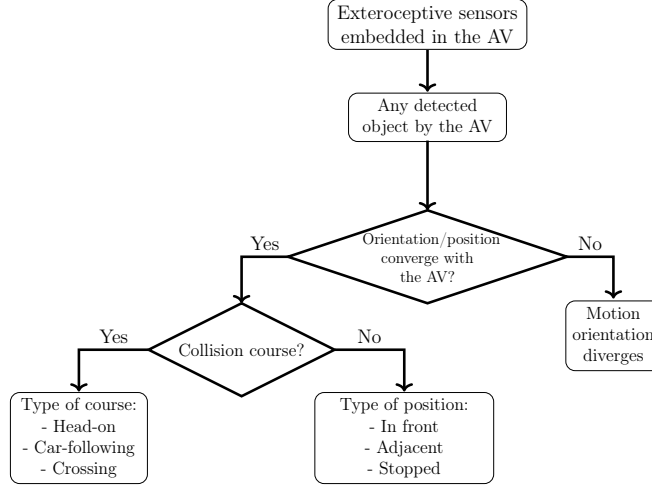 Exteroceptive sensors
embedded in the AV
Any detected
object by the AV
Orientation/position
converge with
the AV?
Yes
No
Motion
orientation
diverges
Collision course?
Yes
No
Type of course:
- Head-on
- Car-following
- Crossing
Type of position:
- In front
- Adjacent
- Stopped